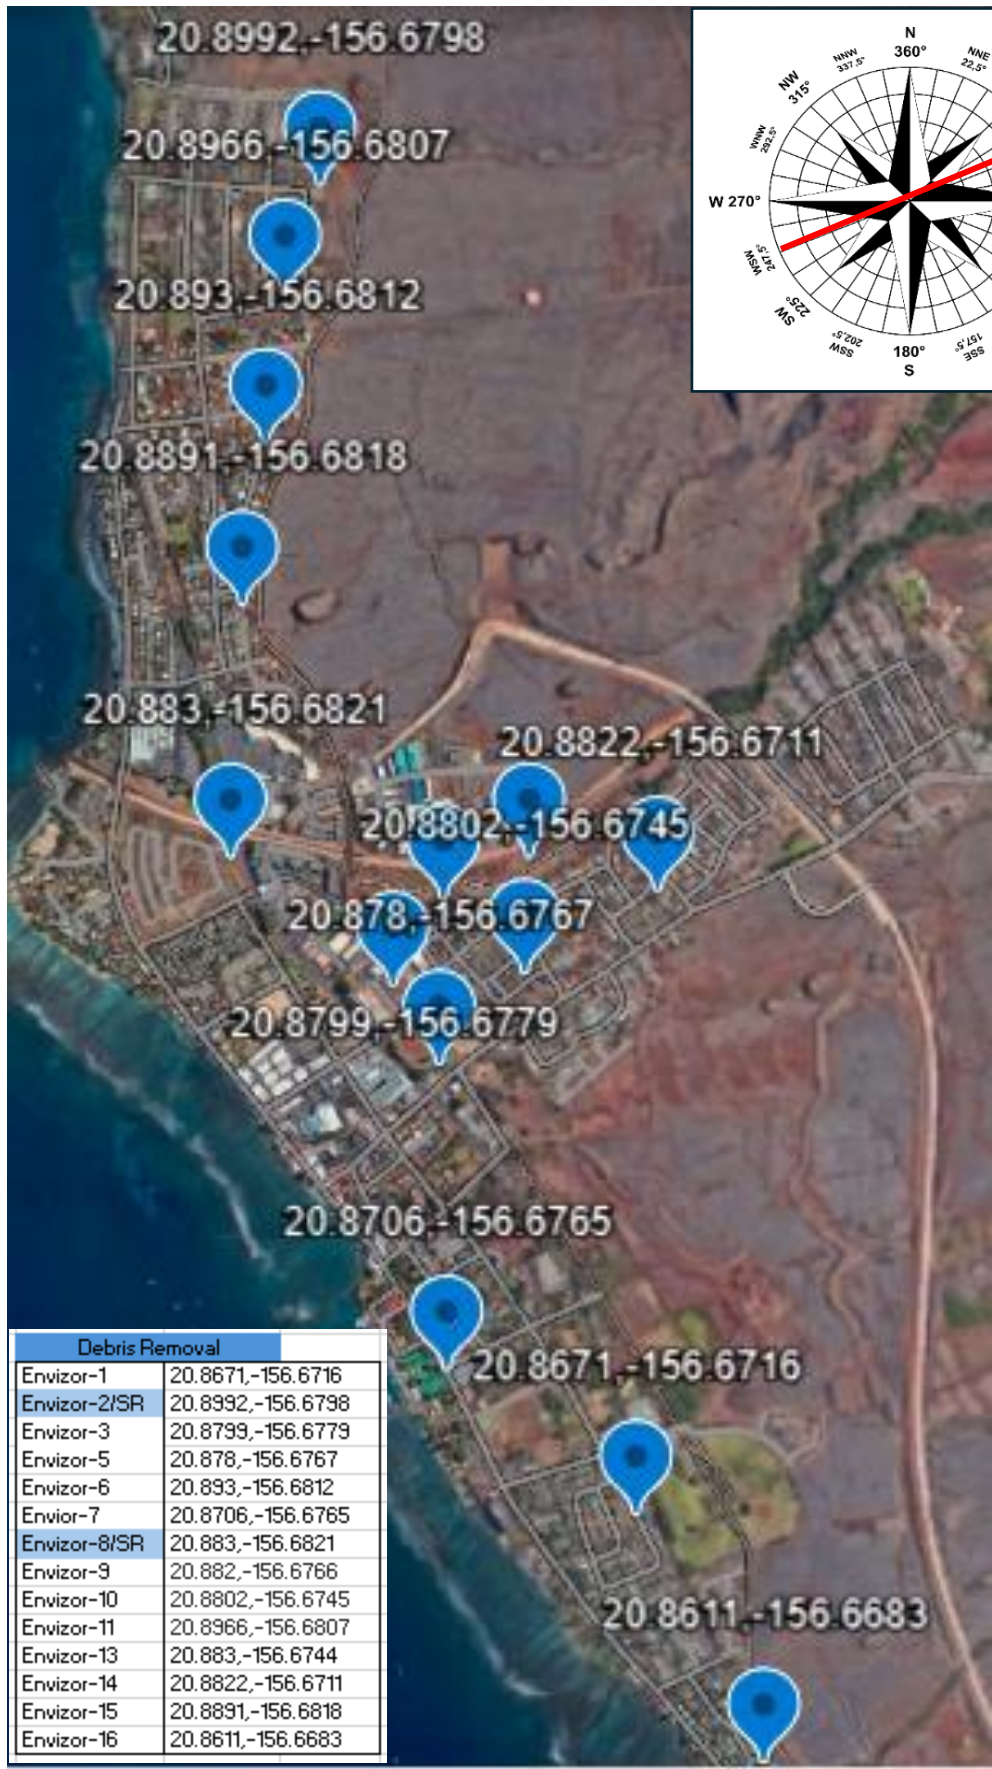 20.8992,-156.6798
20.8966,-156.6807
20.893,-156.6812
20.8891,-156.6818
N
360°
NNE
22,5°
NNW
337,5°
NW
315°
WNW
292,5°
W 270°
WSW
247,5°
SW
225°
SSW
202,5°
180°
S
SSE
157,5°
20.883,-156.6821
20.8822,-156.6711
20.8802,-156.6745
20.878,-156.6767
20.8799,-156.6779
20.8706,-156.6765
20.8671,-156.6716
20.8611,-156.6683
Debris Removal
Envizor-1 20.8671,-156.6716
Envizor-2/SR 20.8992,-156.6798
Envizor-3 20.8799,-156.6779
Envizor-5 20.878,-156.6767
Envizor-6 20.893,-156.6812
Envior-7 20.8706,-156.6765
Envizor-8/SR 20.883,-156.6821
Envizor-9 20.882,-156.6766
Envizor-10 20.8802,-156.6745
Envizor-11 20.8966,-156.6807
Envizor-13 20.883,-156.6744
Envizor-14 20.8822,-156.6711
Envizor-15 20.8891,-156.6818
Envizor-16 20.8611,-156.6683